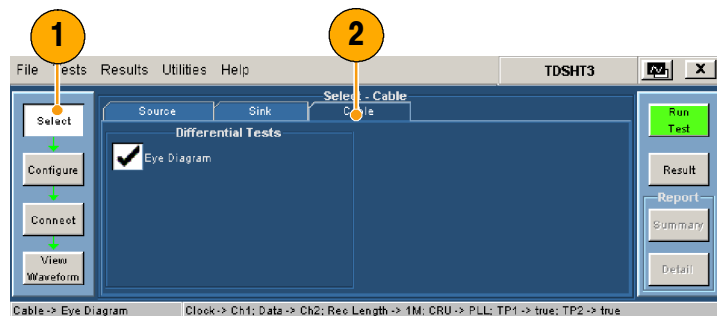 1
2
File Tests Results Utilities Help
TDSHT3
X
Select - Cable
Select
Source
Sink
Cable
Run
Test
Differential Tests
Eye Diagram
Configure
Result
Report
Connect
Summary
View
Waveform
Detail
Cable -> Eye Diagram
Clock -> Ch1; Data -> Ch2; Rec Length -> 1M; CRU -> PLL; TP1 -> true; TP2 -> true